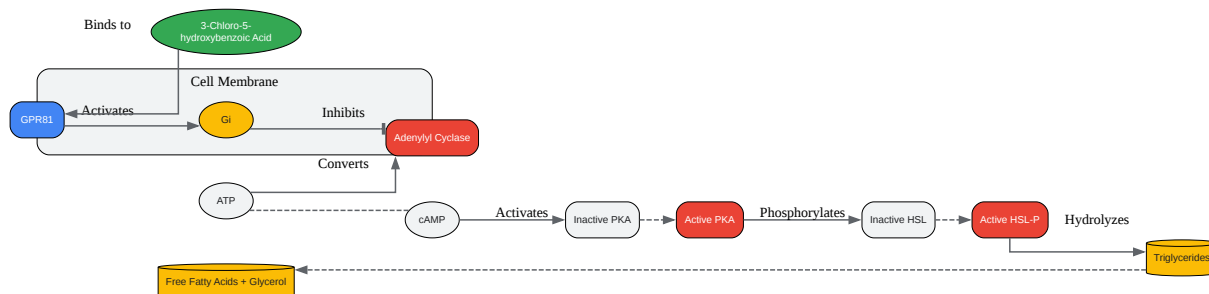 Binds to
3-Chloro-5-
hydroxybenzoic Acid
Cell Membrane
GPR81
Activates
Gi
Inhibits
Adenylyl Cyclase
Converts
ATP
cAMP
Activates
Inactive PKA
Active PKA
Phosphorylates
Inactive HSL
Active HSL-P
Hydrolyzes
Triglycerides
Free Fatty Acids + Glycerol